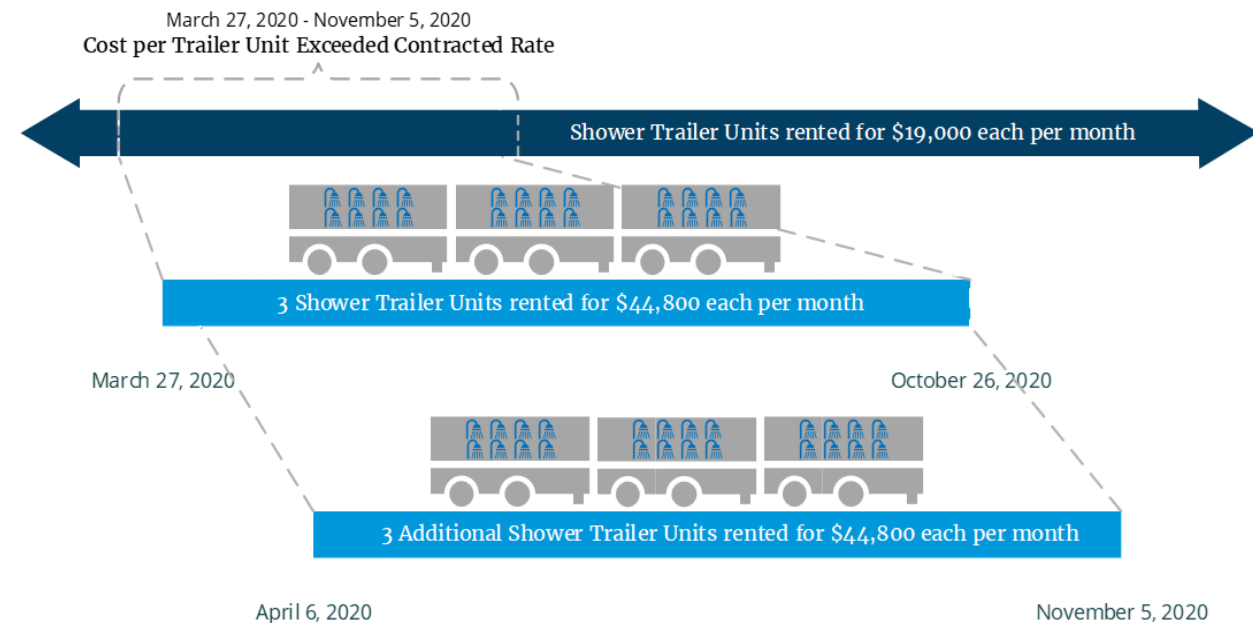 March 27, 2020 - November 5, 2020
Cost per Trailer Unit Exceeded Contracted Rate
Shower Trailer Units rented for $19,000 each per month
3 Shower Trailer Units rented for $44,800 each per month
March 27, 2020
October 26, 2020
3 Additional Shower Trailer Units rented for $44,800 each per month
April 6, 2020
November 5, 2020